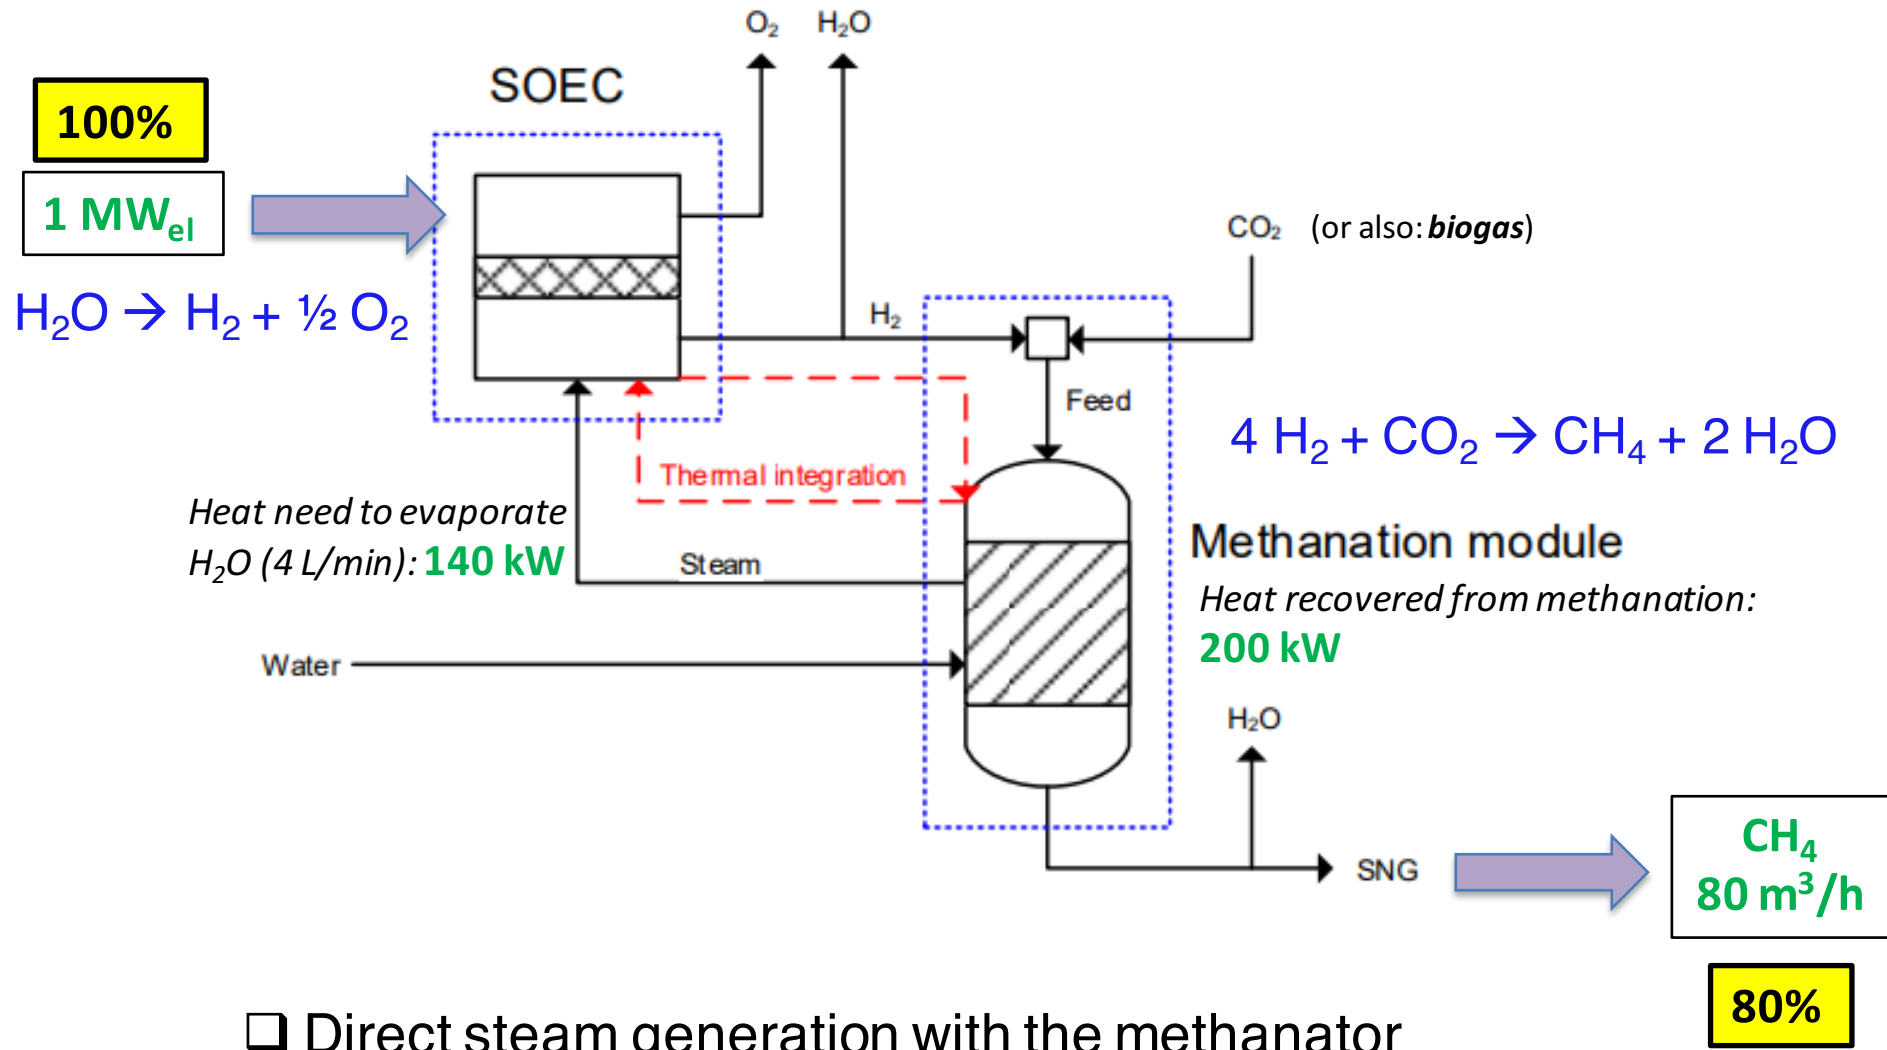 O₂ H₂O
SOEC
100%
1 MWₑₗ
H₂O → H₂ + ½ O₂
CO₂ (or also: biogas)
H₂
Feed
4 H₂ + CO₂ → CH₄ + 2 H₂O
Thermal integration
Heat need to evaporate
H₂O (4 L/min): 140 kW
Steam
Methanation module
Heat recovered from methanation:
200 kW
Water
H₂O
SNG
CH₄
80 m³/h
80%
❑ Direct steam generation with the methanator